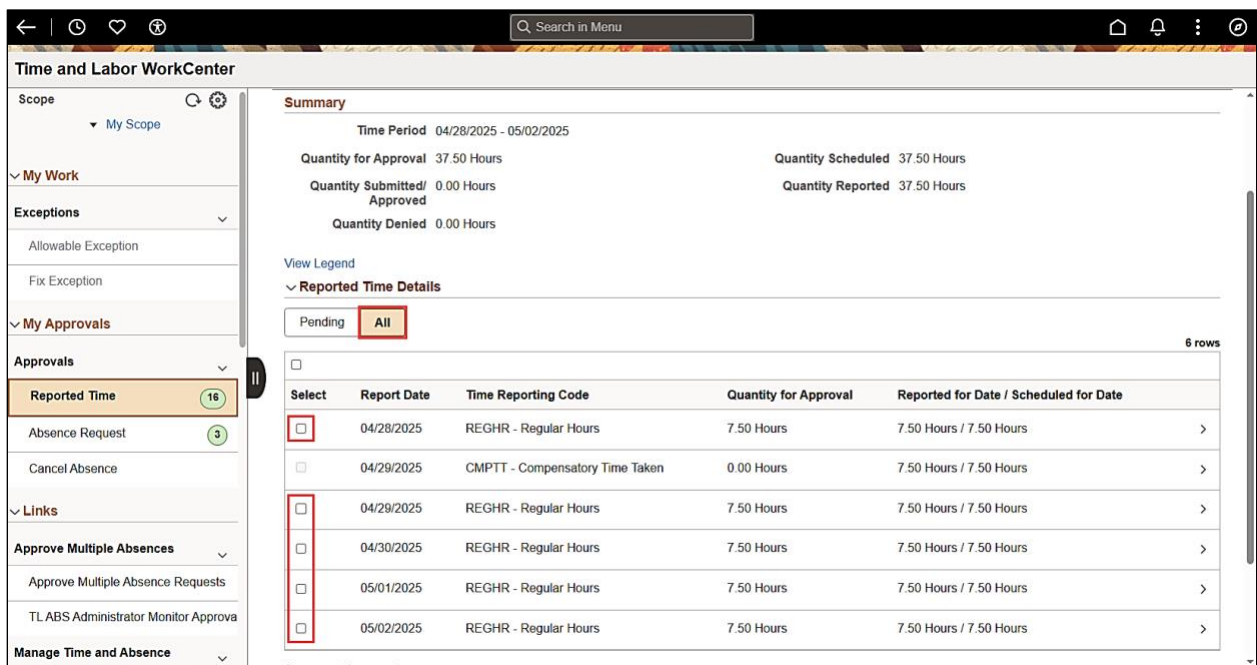 Search in Menu
Time and Labor WorkCenter
Scope
My Scope
My Work
Exceptions
Allowable Exception
Fix Exception
My Approvals
Approvals
Reported Time 16
Absence Request 3
Cancel Absence
Links
Approve Multiple Absences
Approve Multiple Absence Requests
TL ABS Administrator Monitor Approva
Manage Time and Absence
Summary
Time Period 04/28/2025 - 05/02/2025
Quantity for Approval 37.50 Hours Quantity Scheduled 37.50 Hours
Quantity Submitted/ Approved 0.00 Hours Quantity Reported 37.50 Hours
Quantity Denied 0.00 Hours
View Legend
Reported Time Details
Pending All
6 rows
Select Report Date Time Reporting Code Quantity for Approval Reported for Date / Scheduled for Date
04/28/2025 REGHR - Regular Hours 7.50 Hours 7.50 Hours / 7.50 Hours
04/29/2025 CMPTT - Compensatory Time Taken 0.00 Hours 7.50 Hours / 7.50 Hours
04/29/2025 REGHR - Regular Hours 7.50 Hours 7.50 Hours / 7.50 Hours
04/30/2025 REGHR - Regular Hours 7.50 Hours 7.50 Hours / 7.50 Hours
05/01/2025 REGHR - Regular Hours 7.50 Hours 7.50 Hours / 7.50 Hours
05/02/2025 REGHR - Regular Hours 7.50 Hours 7.50 Hours / 7.50 Hours